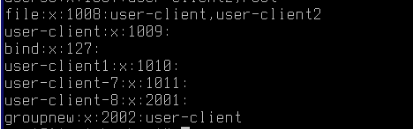 file:x:1008:user-client,user-client2
user-client:x:1009:
bind:x:127:
user-client1:x:1010:
user-client-7:x:1011:
user-client-8:x:2001:
groupnew:x:2002:user-client